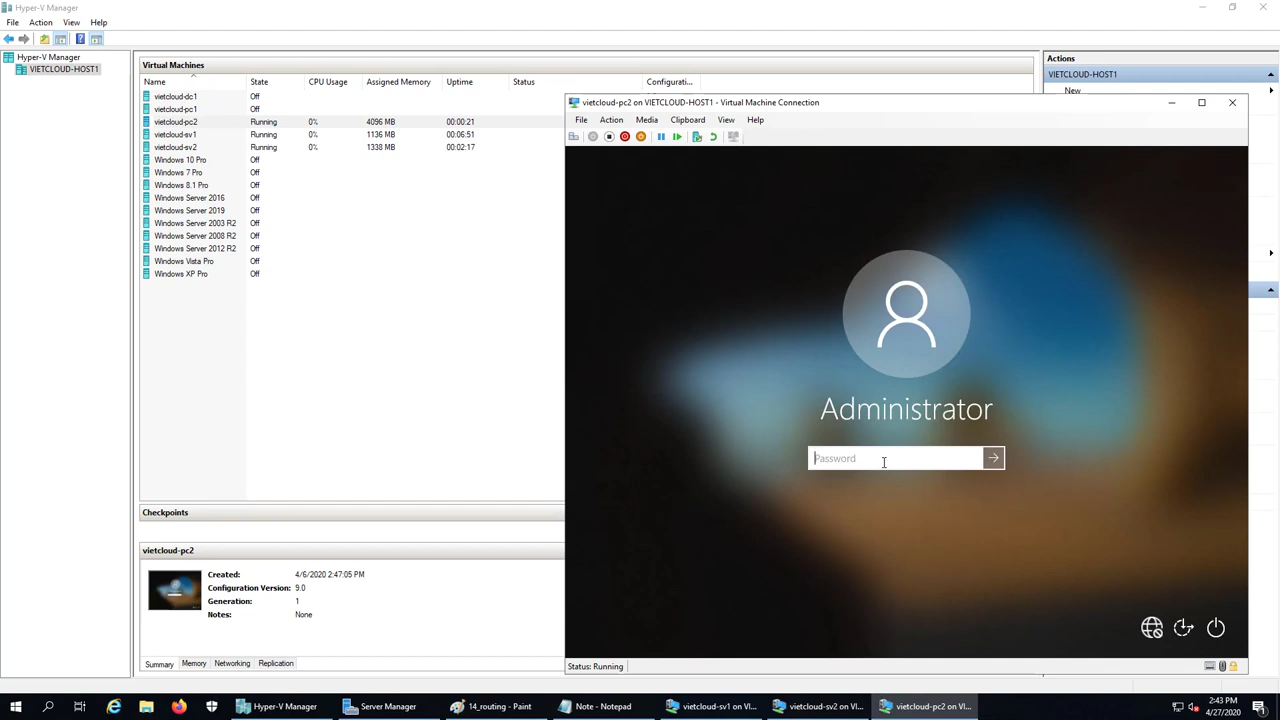 Hyper-V Manager
File Action View Help
Hyper-V Manager
VIETCLOUD-HOST1
Virtual Machines
Name State CPU Usage Assigned Memory Uptime Status Configurati...
vietcloud-dc1 Off
vietcloud-pc1 Off
vietcloud-pc2 Running 0% 4096 MB 00:00:21
vietcloud-sv1 Running 0% 1136 MB 00:06:51
vietcloud-sv2 Running 0% 1338 MB 00:02:17
Windows 10 Pro Off
Windows 7 Pro Off
Windows 8.1 Pro Off
Windows Server 2016 Off
Windows Server 2019 Off
Windows Server 2003 R2 Off
Windows Server 2008 R2 Off
Windows Server 2012 R2 Off
Windows Vista Pro Off
Windows XP Pro Off
Checkpoints
vietcloud-pc2
Created: 4/6/2020 2:47:05 PM
Configuration Version: 9.0
Generation: 1
Notes: None
Summary Memory Networking Replication
Actions
VIETCLOUD-HOST1
New
vietcloud-pc2 on VIETCLOUD-HOST1 - Virtual Machine Connection
File Action Media Clipboard View Help
Administrator
Password
Status: Running
Hyper-V Manager
Server Manager
14_routing - Paint
Note - Notepad
vietcloud-sv1 on VI...
vietcloud-sv2 on VI...
vietcloud-pc2 on VI...
2:43 PM
4/27/2020